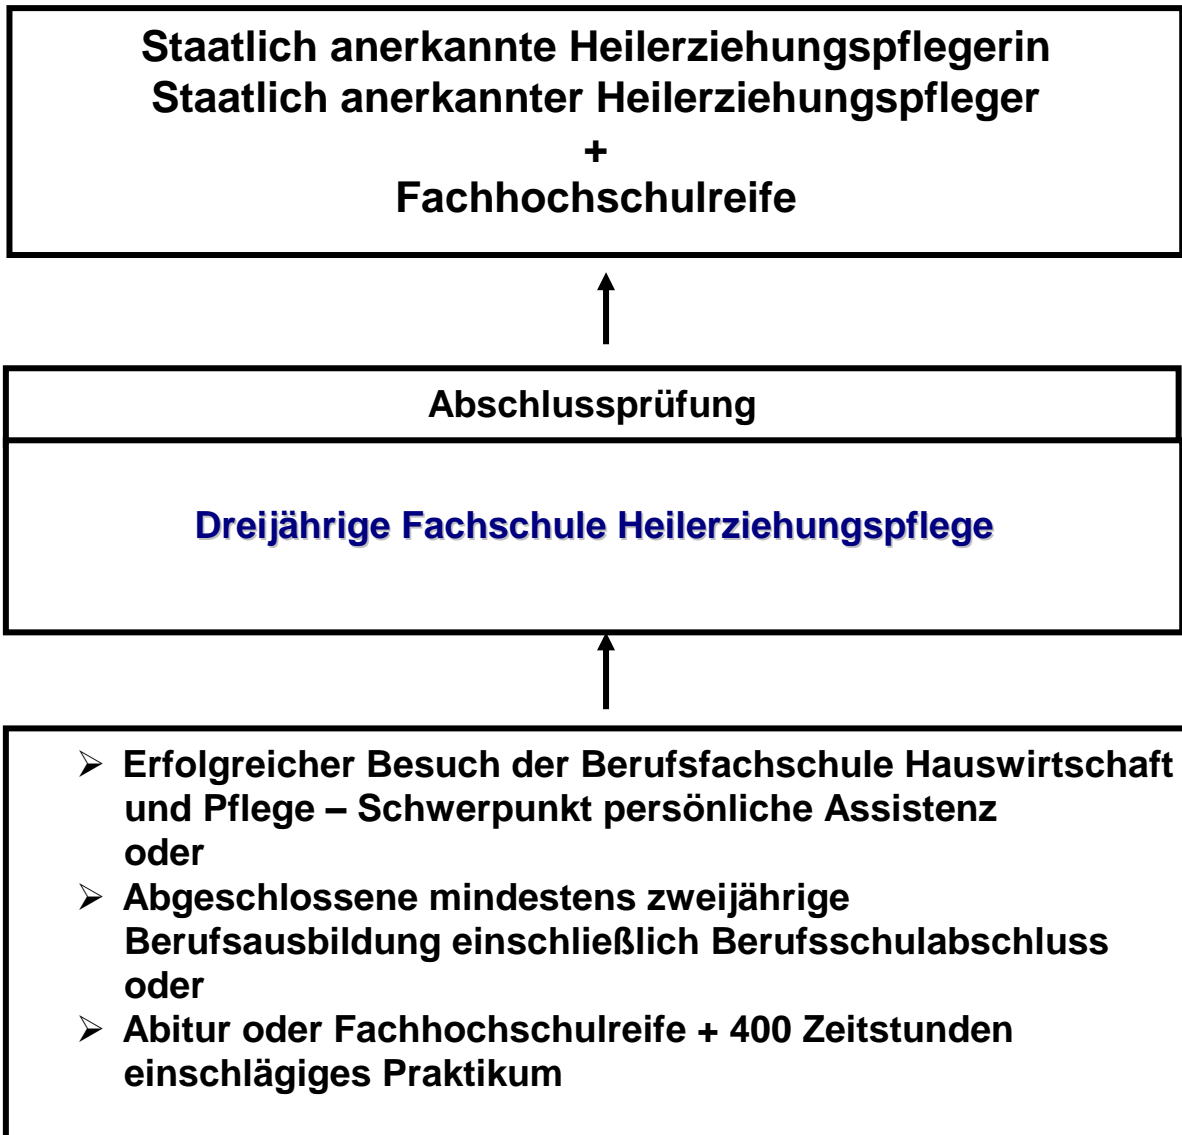 Staatlich anerkannte Heilerziehungspflegerin
Staatlich anerkannter Heilerziehungspfleger
+
Fachhochschulreife
Abschlussprüfung
Dreijährige Fachschule Heilerziehungspflege
➢ Erfolgreicher Besuch der Berufsfachschule Hauswirtschaft
und Pflege – Schwerpunkt persönliche Assistenz
oder
➢ Abgeschlossene mindestens zweijährige
Berufsausbildung einschließlich Berufsschulabschluss
oder
➢ Abitur oder Fachhochschulreife + 400 Zeitstunden
einschlägiges Praktikum